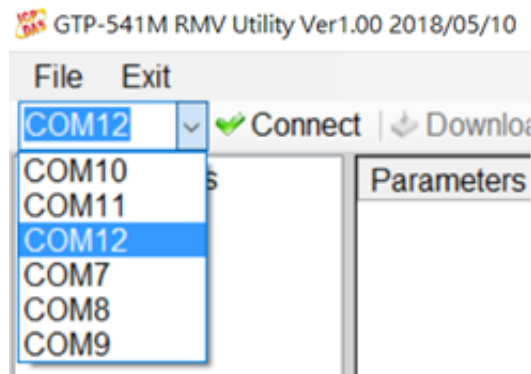 GTP-541M RMV Utility Ver1.00 2018/05/10
File Exit
COM12 Connect Downloa
s Parameters
COM10
COM11
COM12
COM7
COM8
COM9